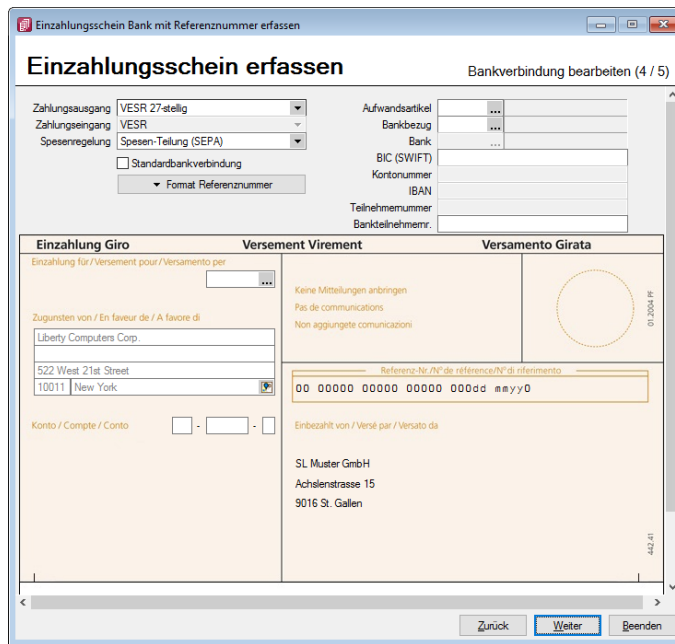 Einzahlungsschein Bank mit Referenznummer erfassen
Einzahlungsschein erfassen
Bankverbindung bearbeiten (4 / 5)
Zahlungsausgang VESR 27-stellig
Zahlungseingang VESR
Spesenregelung Spesen-Teilung (SEPA)
Standardbankverbindung
Format Referenznummer
Aufwandsartikel ...
Bankbezug ...
Bank ...
BIC (SWIFT)
Kontonummer
IBAN
Teilnehmernummer
Bankteilnehmernr.
Einzahlung Giro Versement Virement Versamento Girata
Einzahlung für / Versement pour / Versamento per
...
Zugunsten von / En faveur de / A favore di
Liberty Computers Corp.
522 West 21st Street
10011 New York
Konto / Compte / Conto - -
Keine Mitteilungen anbringen
Pas de communications
Non aggiungete comunicazioni
01.2004 PF
Referenz-Nr./N° de référence/N° di riferimento
00 00000 00000 00000 000dd mmyy0
Einbezahlt von / Versé par / Versato da
SL Muster GmbH
Achslenstrasse 15
9016 St. Gallen
442.41
Zurück Weiter Beenden